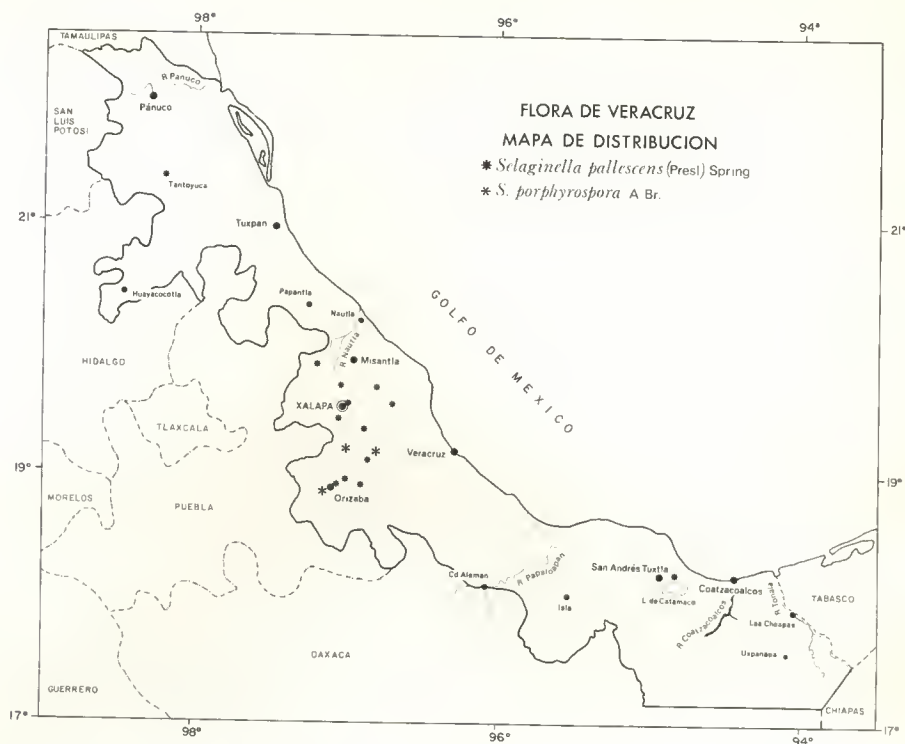 98°
96°
94°
TAMAULIPAS
R Panuco
Pánuco
SAN
LUIS
POTOSI
FLORA DE VERACRUZ
MAPA DE DISTRIBUCION
Selaginella pallescens (Presl) Spring
* S. porphyrospora A Br.
Tantoyuca
21°
21°
Tuxpan
Huayacocotla
Papantla
Nautla
R Nautla
GOLFO DE MEXICO
HIDALGO
Misantla
XALAPA
TLAXCALA
Veracruz
19°
19°
MORELOS
PUEBLA
Orizaba
Cd Aleman
R Papaloapan
San Andrés Tuxtla
Coatzacoalcos
R Tonala
TABASCO
Isla
L de Catemaco
R Coatzacoalcos
Las Choapas
Uxpanapa
OAXACA
GUERRERO
CHIAPAS
17°
17°
98°
96°
94°